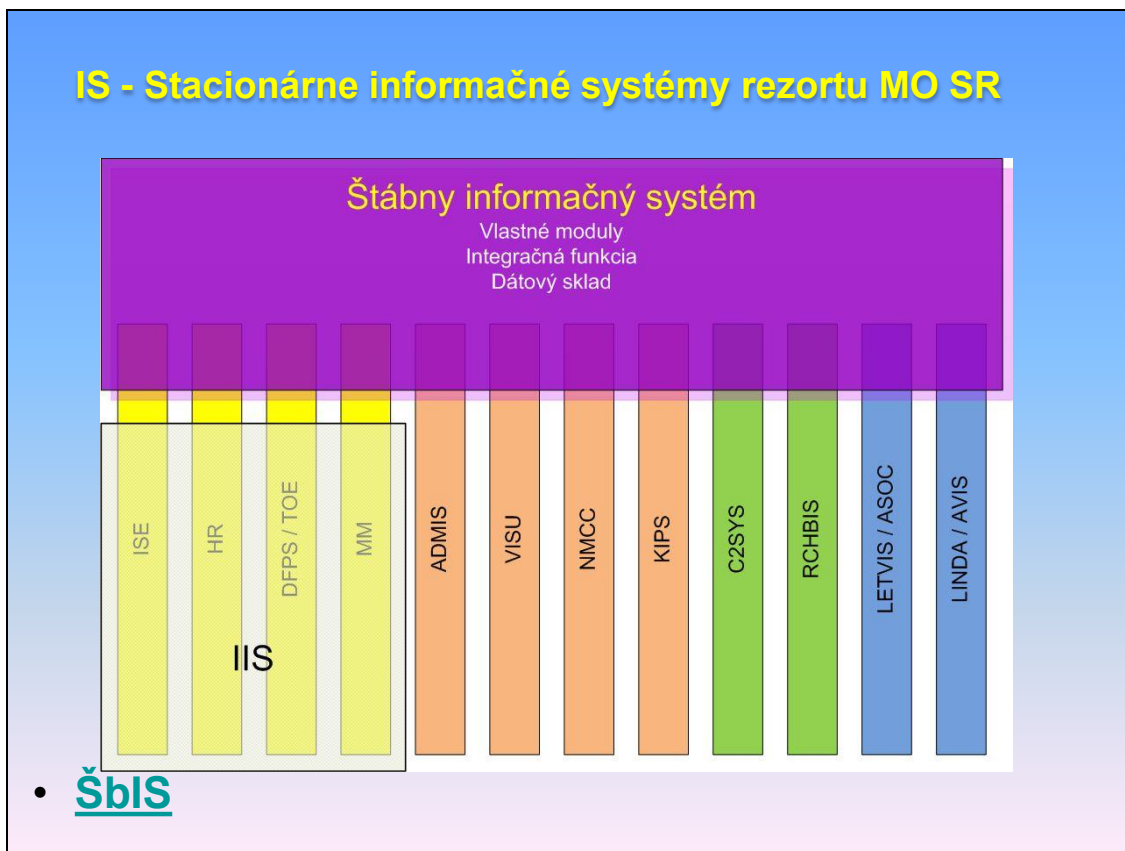 IS - Stacionárne informačné systémy rezortu MO SR
Štábny informačný systém
Vlastné moduly
Integračná funkcia
Dátový sklad
ISE
HR
DFPS / TOE
MM
ADMIS
VISU
NMCC
KIPS
C2SYS
RCHBIS
LETVIS / ASOC
LINDA / AVIS
IIS
• ŠbIS